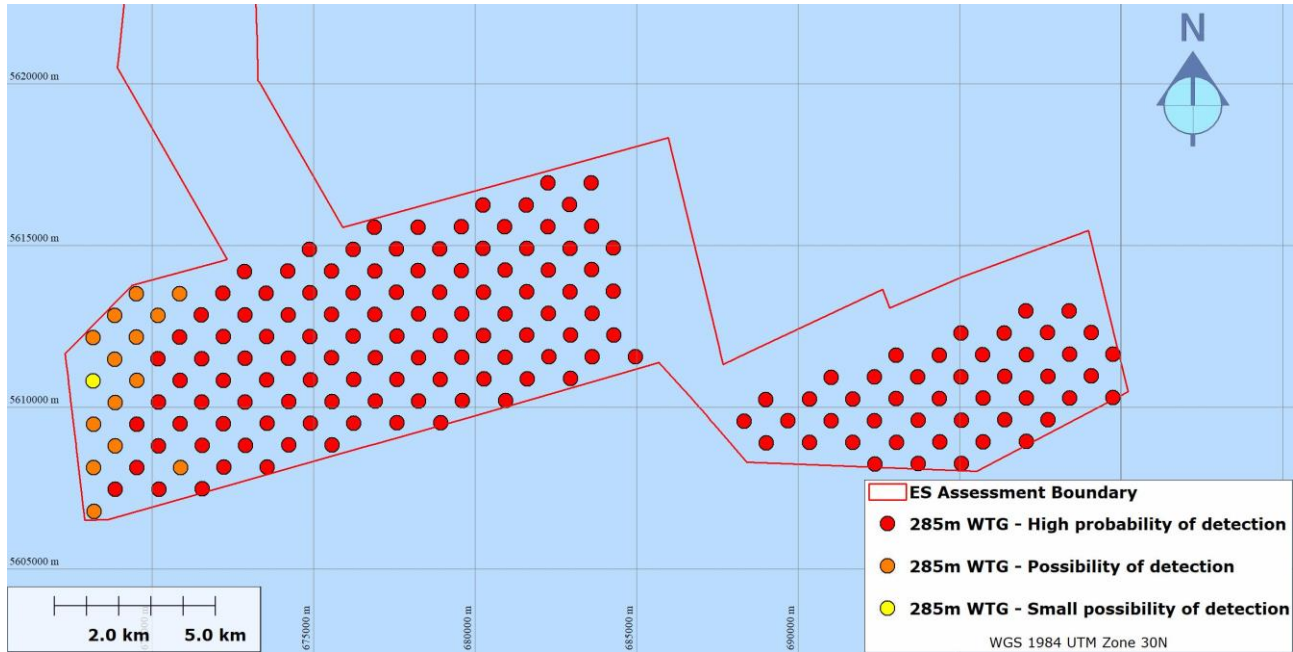 N
5620000 m
5615000 m
5610000 m
5605000 m
675000 m
680000 m
685000 m
690000 m
2.0 km 5.0 km
ES Assessment Boundary
285m WTG - High probability of detection
285m WTG - Possibility of detection
285m WTG - Small possibility of detection
WGS 1984 UTM Zone 30N